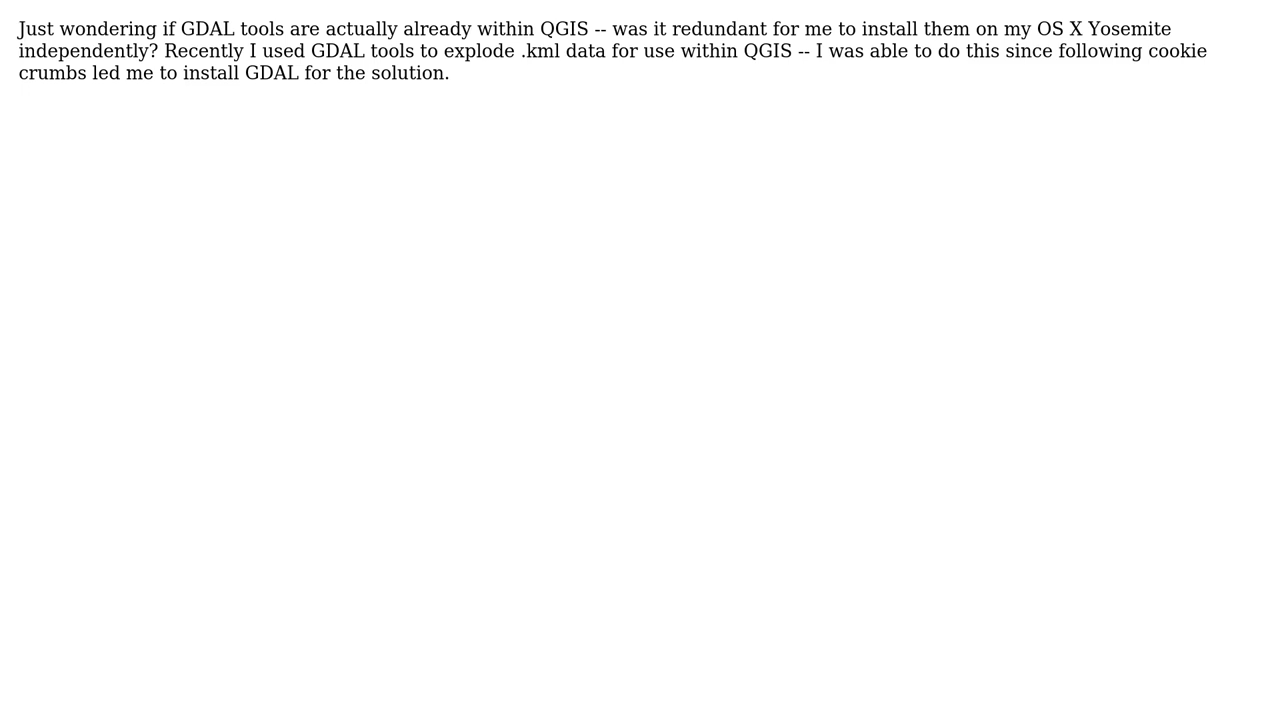 Just wondering if GDAL tools are actually already within QGIS -- was it redundant for me to install them on my OS X Yosemite
independently? Recently I used GDAL tools to explode .kml data for use within QGIS -- I was able to do this since following cookie
crumbs led me to install GDAL for the solution.